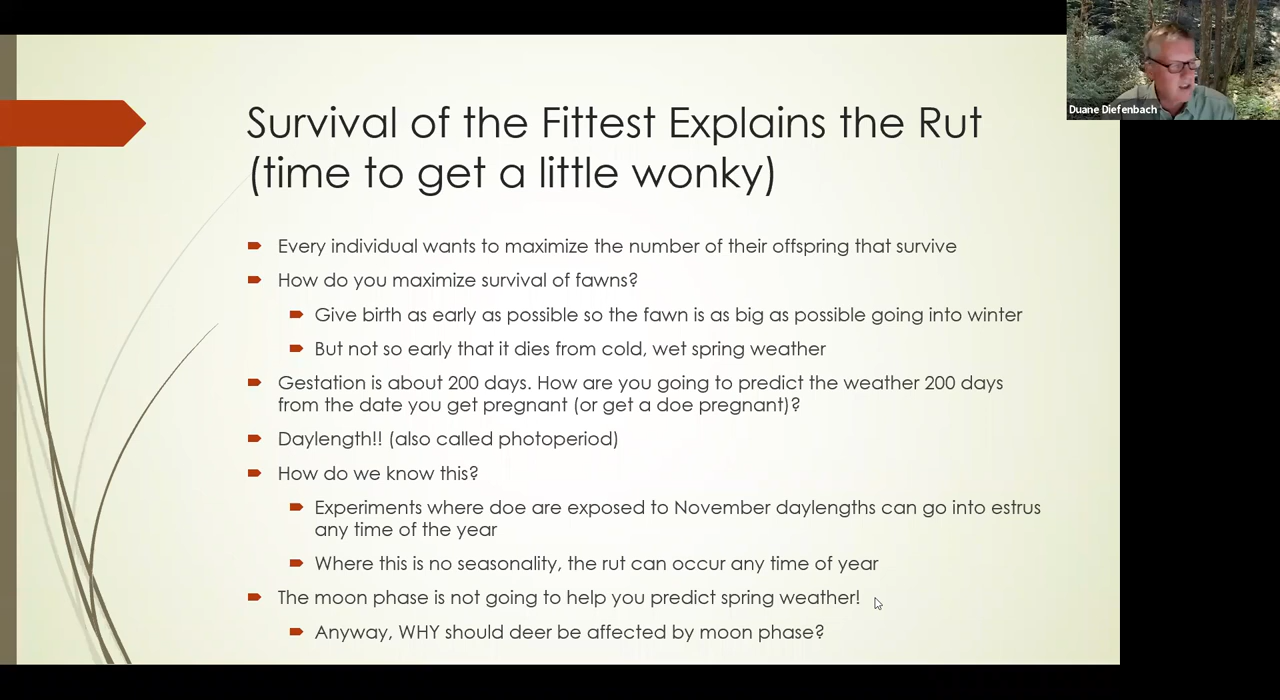 Duane Diefenbach
Survival of the Fittest Explains the Rut
(time to get a little wonky)
Every individual wants to maximize the number of their offspring that survive
How do you maximize survival of fawns?
Give birth as early as possible so the fawn is as big as possible going into winter
But not so early that it dies from cold, wet spring weather
Gestation is about 200 days. How are you going to predict the weather 200 days
from the date you get pregnant (or get a doe pregnant)?
Daylength!! (also called photoperiod)
How do we know this?
Experiments where doe are exposed to November daylengths can go into estrus
any time of the year
Where this is no seasonality, the rut can occur any time of year
The moon phase is not going to help you predict spring weather!
Anyway, WHY should deer be affected by moon phase?